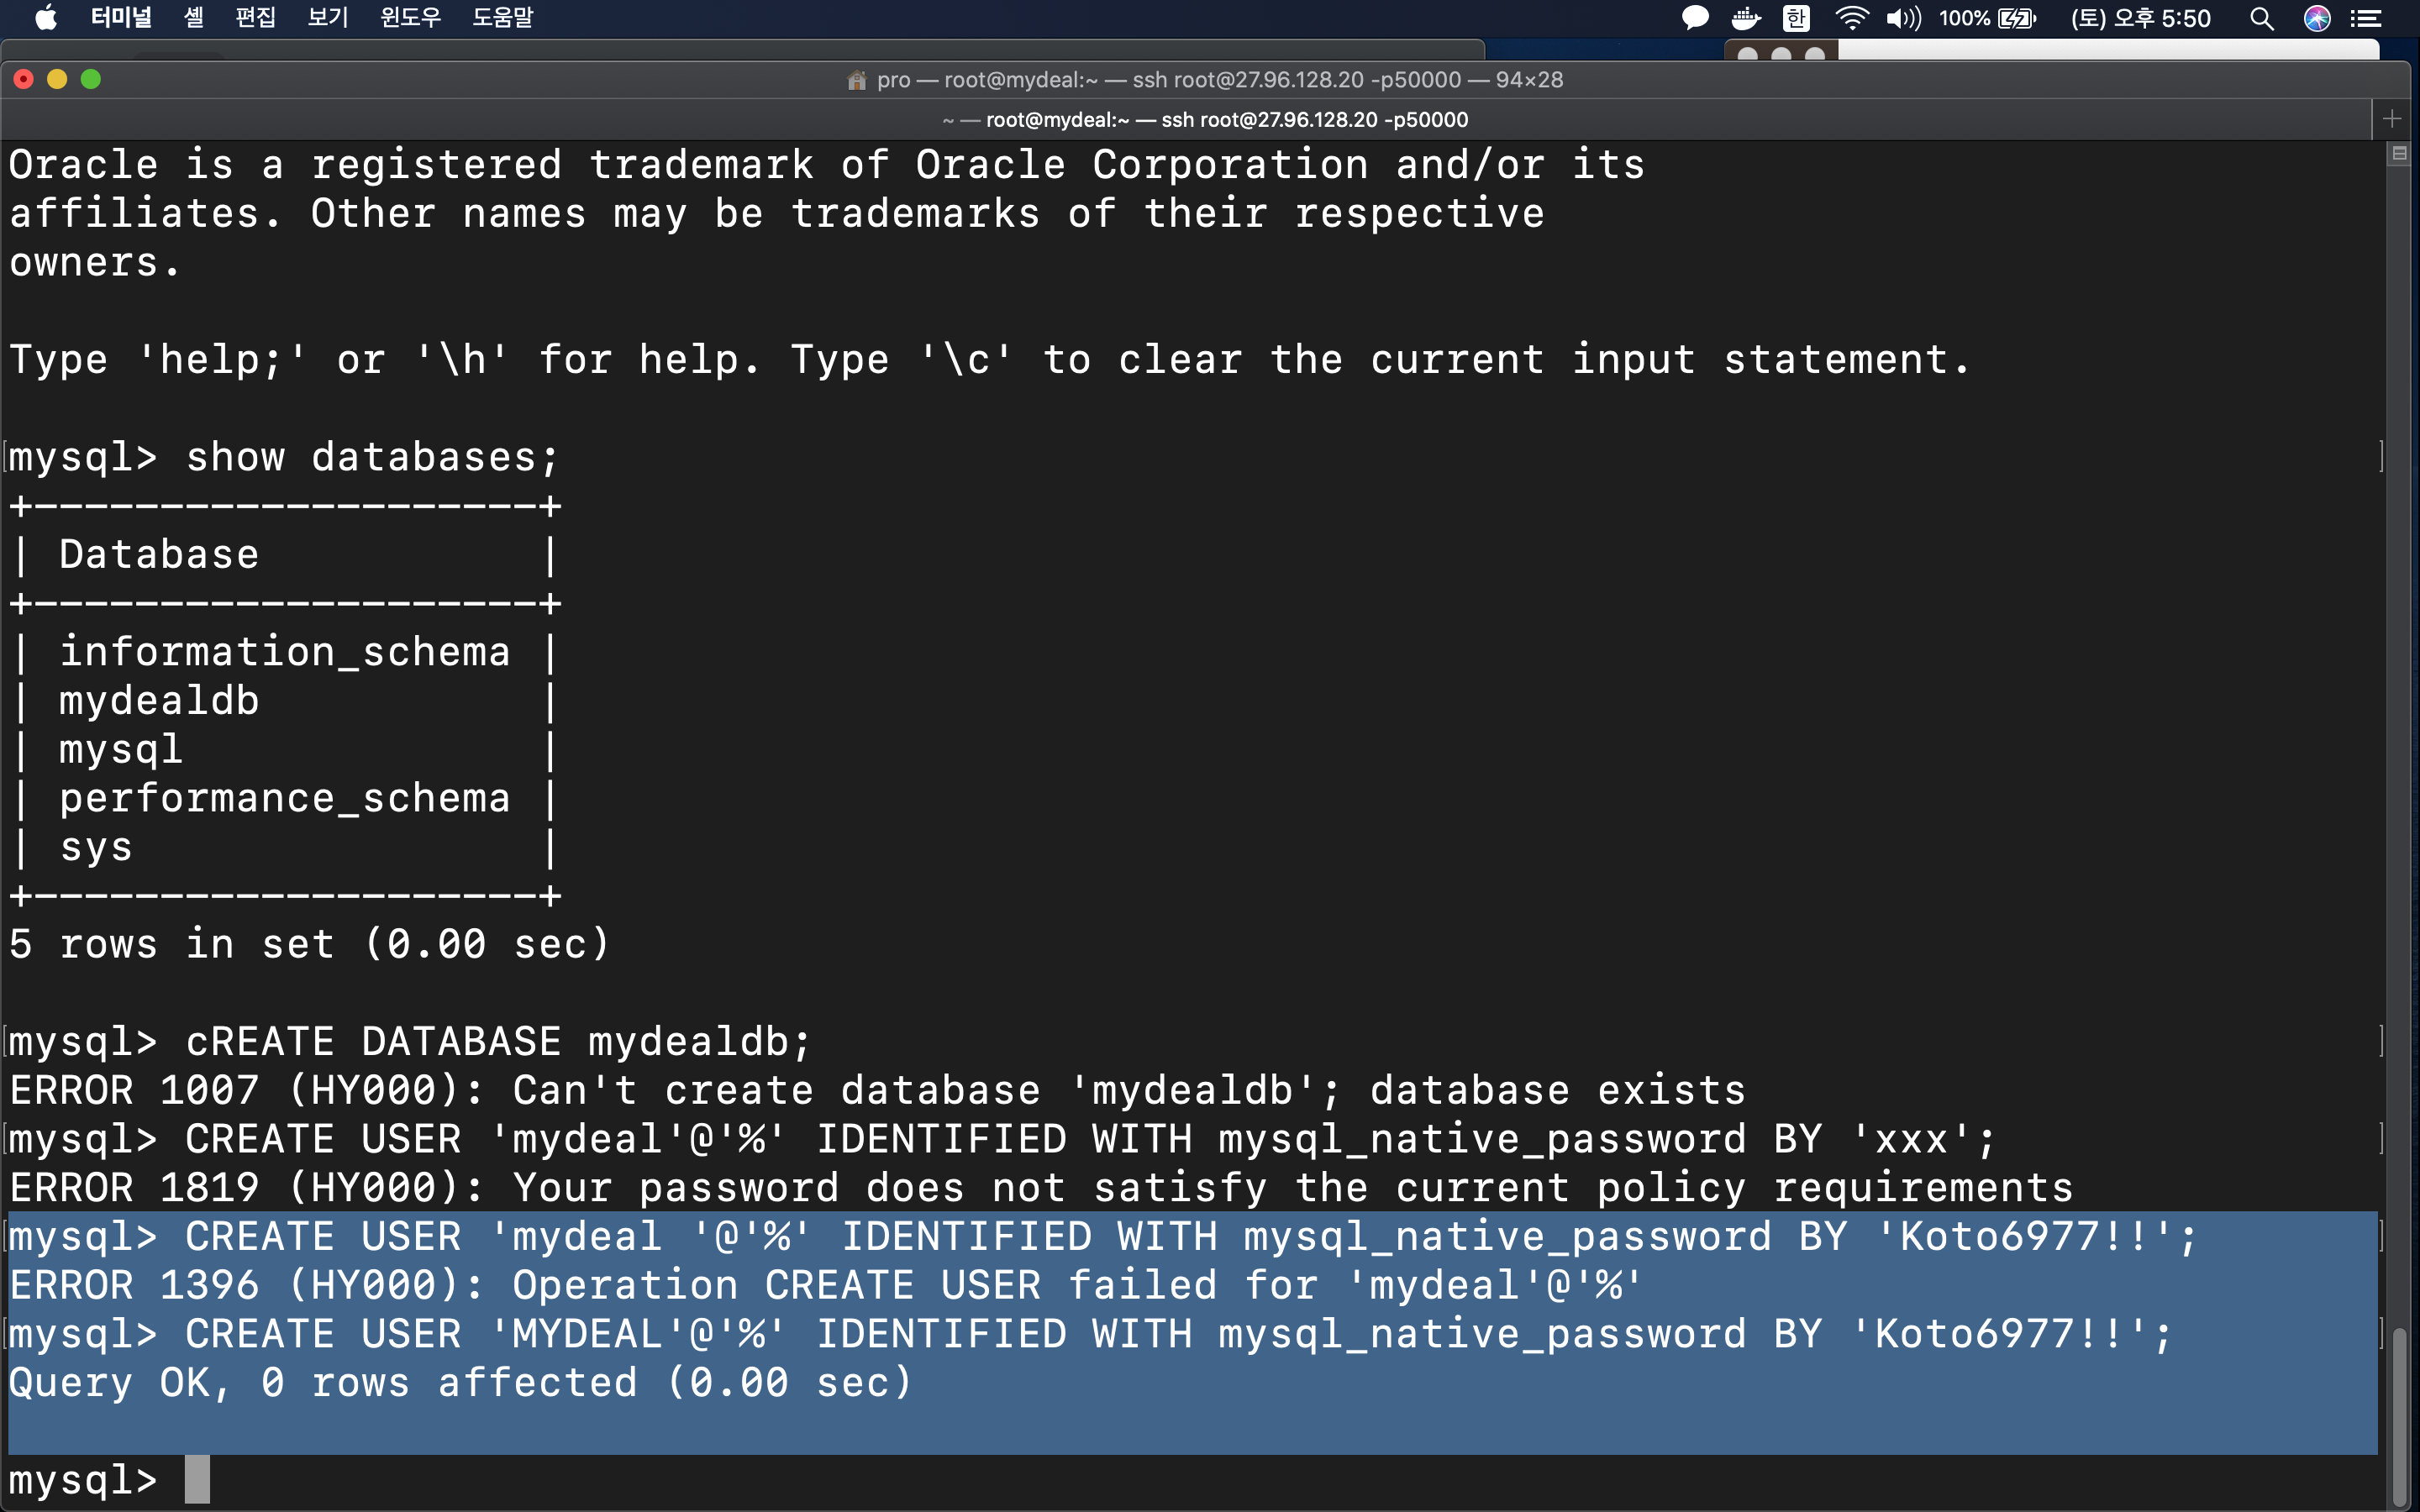 터미널 셸 편집 보기 윈도우 도움말 한 100% (토) 오후 5:50
pro — root@mydeal:~ — ssh root@27.96.128.20 -p50000 — 94×28
~ — root@mydeal:~ — ssh root@27.96.128.20 -p50000
Oracle is a registered trademark of Oracle Corporation and/or its
affiliates. Other names may be trademarks of their respective
owners.
Type 'help;' or '\h' for help. Type '\c' to clear the current input statement.
mysql> show databases;
+--------------------+
| Database           |
+--------------------+
| information_schema |
| mydealdb           |
| mysql              |
| performance_schema |
| sys                |
+--------------------+
5 rows in set (0.00 sec)
mysql> cREATE DATABASE mydealdb;
ERROR 1007 (HY000): Can't create database 'mydealdb'; database exists
mysql> CREATE USER 'mydeal'@'%' IDENTIFIED WITH mysql_native_password BY 'xxx';
ERROR 1819 (HY000): Your password does not satisfy the current policy requirements
mysql> CREATE USER 'mydeal '@'%' IDENTIFIED WITH mysql_native_password BY 'Koto6977!!';
ERROR 1396 (HY000): Operation CREATE USER failed for 'mydeal'@'%'
mysql> CREATE USER 'MYDEAL'@'%' IDENTIFIED WITH mysql_native_password BY 'Koto6977!!';
Query OK, 0 rows affected (0.00 sec)
mysql>